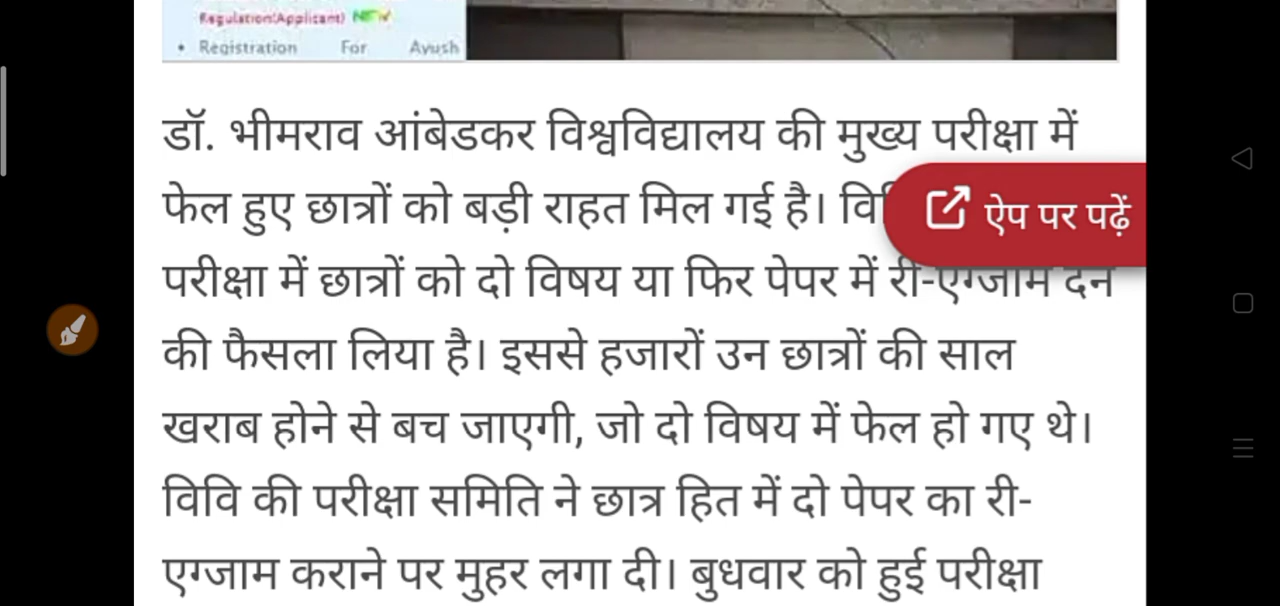 Regulation(Applicant) NEW
• Registration For Ayush
डॉ. भीमराव आंबेडकर विश्वविद्यालय की मुख्य परीक्षा में
फेल हुए छात्रों को बड़ी राहत मिल गई है।
ऐप पर पढ़ें
परीक्षा में छात्रों को दो विषय या फिर पेपर में री-एग्जाम देने
की फैसला लिया है। इससे हजारों उन छात्रों की साल
खराब होने से बच जाएगी, जो दो विषय में फेल हो गए थे।
विवि की परीक्षा समिति ने छात्र हित में दो पेपर का री-
एग्जाम कराने पर मुहर लगा दी। बुधवार को हुई परीक्षा